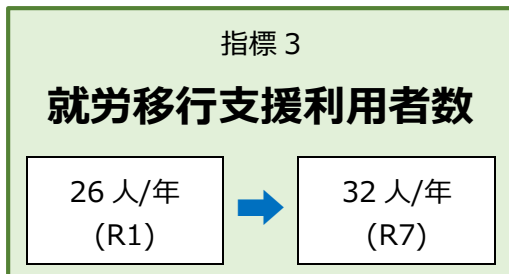 指標 3
就労移行支援利用者数
26 人/年
(R1)
32 人/年
(R7)